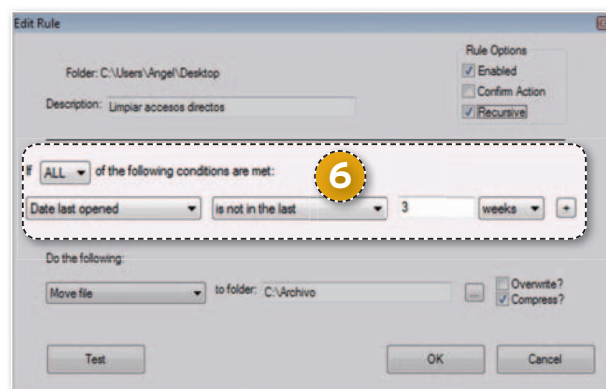 Edit Rule
Rule Options
Folder: C:\Users\Angel\Desktop
Enabled
Confirm Action
Description: Limpiar accesos directos
Recursive
If ALL of the following conditions are met:
6
Date last opened is not in the last 3 weeks +
Do the following:
Move file to folder: C:\Archivo ... Overwrite?
Compress?
Test OK Cancel